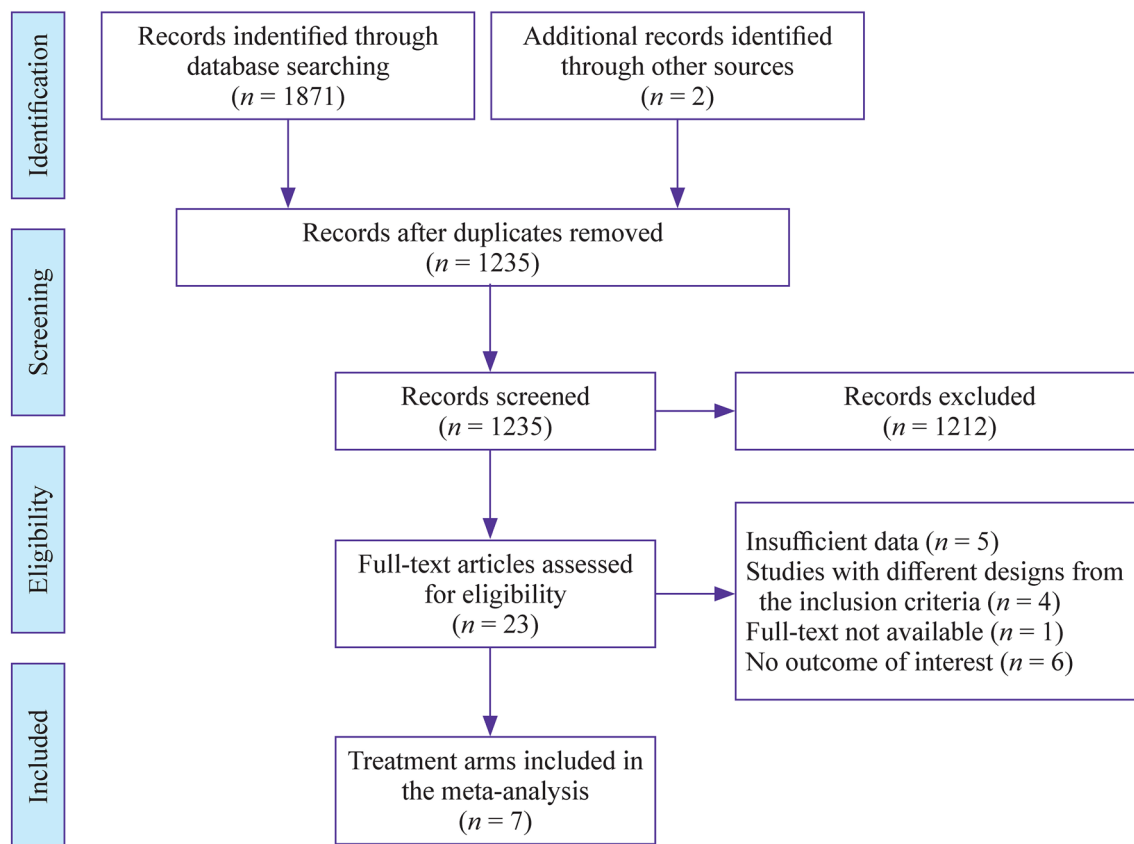 Identification
Records indentified through
database searching
(n = 1871)
Additional records identified
through other sources
(n = 2)
Records after duplicates removed
(n = 1235)
Screening
Records screened
(n = 1235)
Records excluded
(n = 1212)
Eligibility
Full-text articles assessed
for eligibility
(n = 23)
Insufficient data (n = 5)
Studies with different designs from
the inclusion criteria (n = 4)
Full-text not available (n = 1)
No outcome of interest (n = 6)
Included
Treatment arms included in
the meta-analysis
(n = 7)